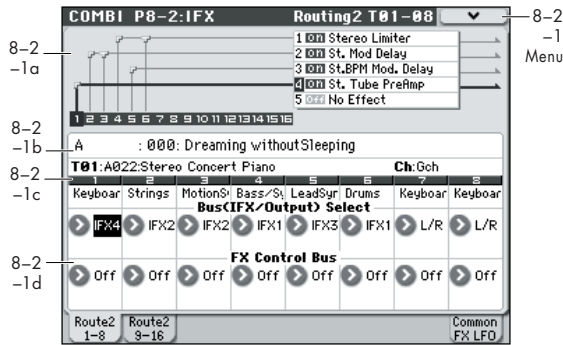 COMBI P8-2:IFX Routing2 T01-08
8-2
-1
Menu
8-2
-1a
1 On Stereo Limiter
2 On St. Mod Delay
3 On St.BPM Mod. Delay
4 On St. Tube PreAmp
5 Off No Effect
1 2 3 4 5 6 7 8 9 10 11 12 13 14 15 16
8-2
-1b
A : 000: Dreaming withoutSleeping
T01:A022:Stereo Concert Piano Ch:Gch
8-2
-1c
1 2 3 4 5 6 7 8
Keyboar Strings MotionSy Bass/Sy LeadSyr Drums Keyboar Keyboar
Bus(IFX/Output) Select
IFX4 IFX2 IFX2 IFX1 IFX3 IFX1 L/R L/R
FX Control Bus
8-2
-1d
Off Off Off Off Off Off Off Off
Route2 1-8
Route2 9-16
Common FX LFO